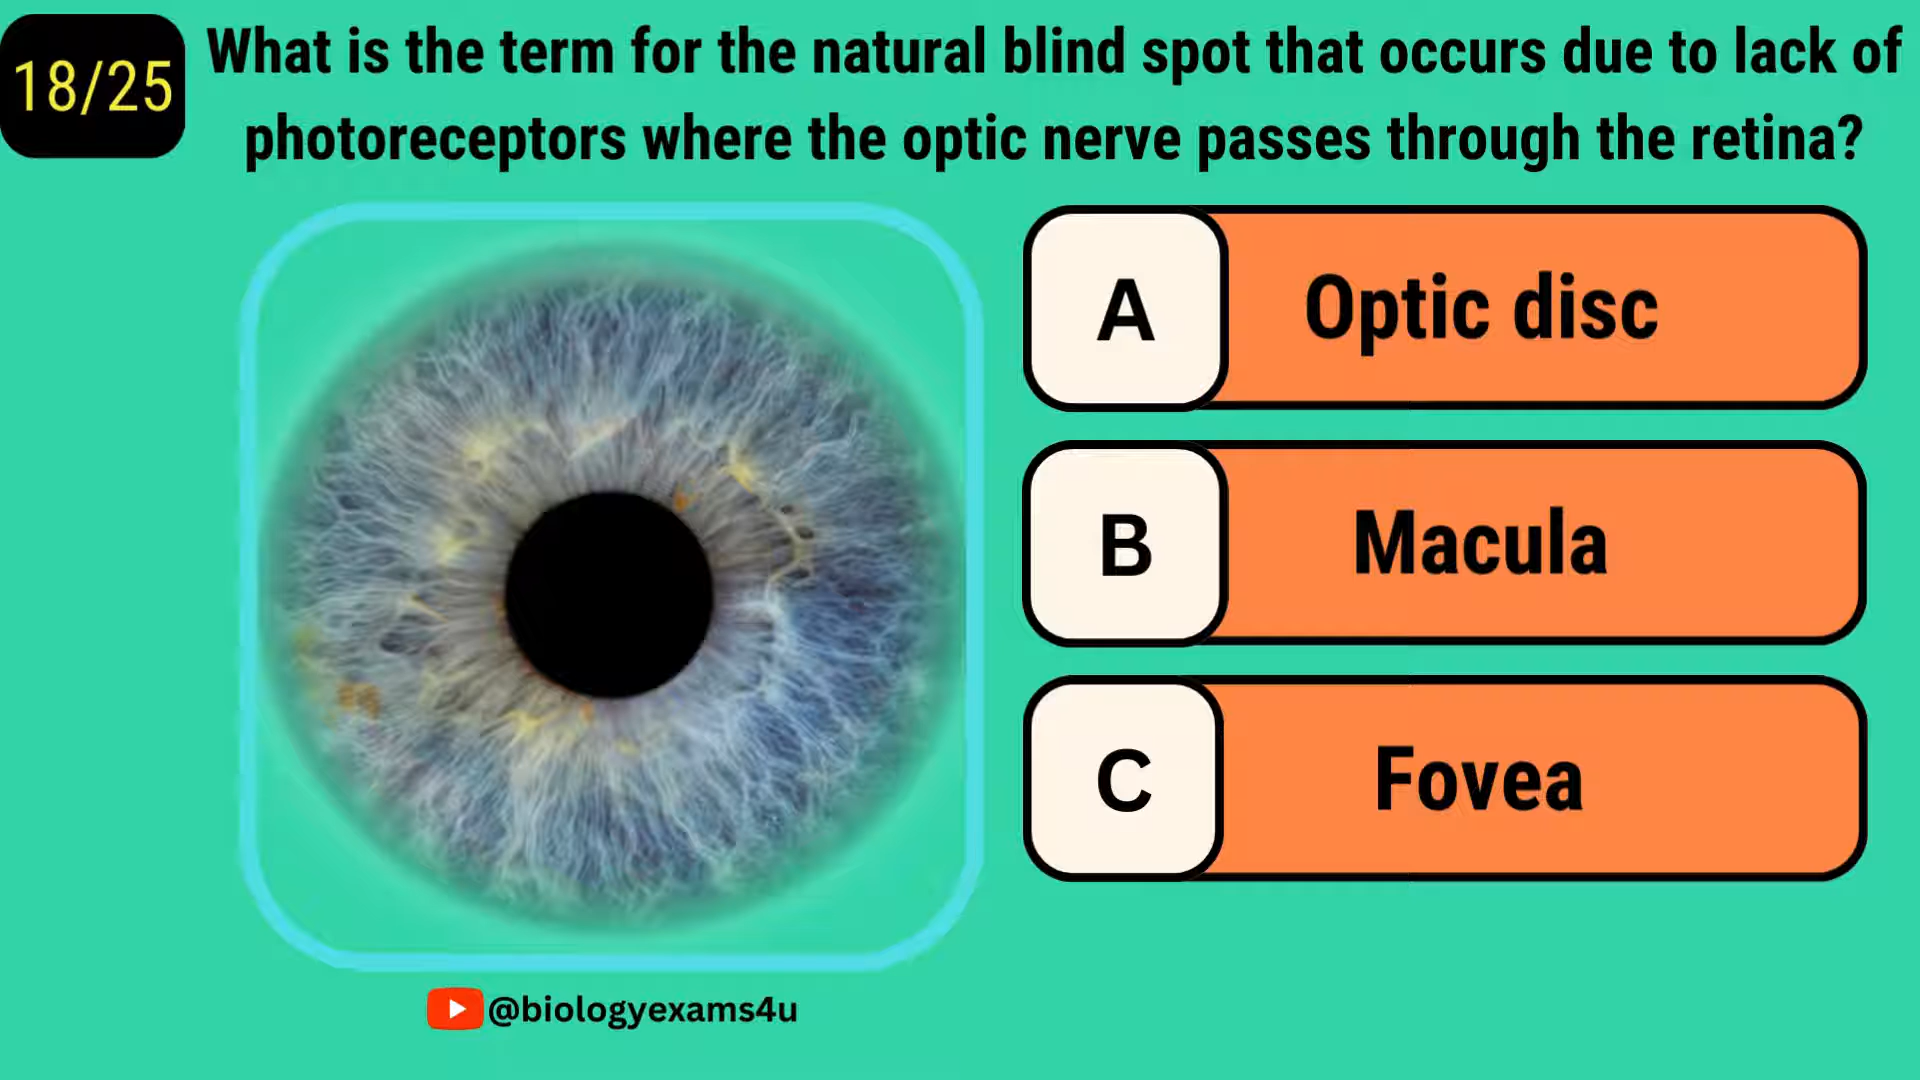 18/25
What is the term for the natural blind spot that occurs due to lack of
photoreceptors where the optic nerve passes through the retina?
A Optic disc
B Macula
C Fovea
@biologyexams4u